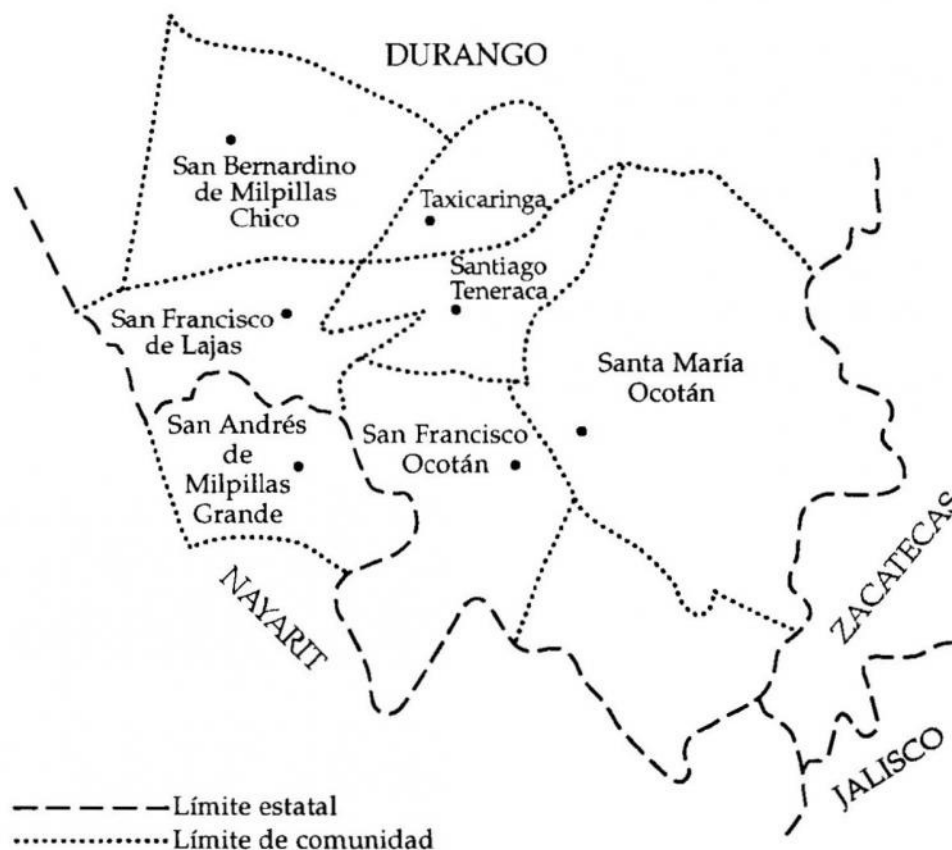 DURANGO
San Bernardino
de Milpillas
Chico
Taxicaringa
Santiago
Teneraca
San Francisco
de Lajas
Santa María
Ocotán
San Andrés
de
Milpillas
Grande
San Francisco
Ocotán
NAYARIT
ZACATECAS
JALISCO
Límite estatal
Límite de comunidad